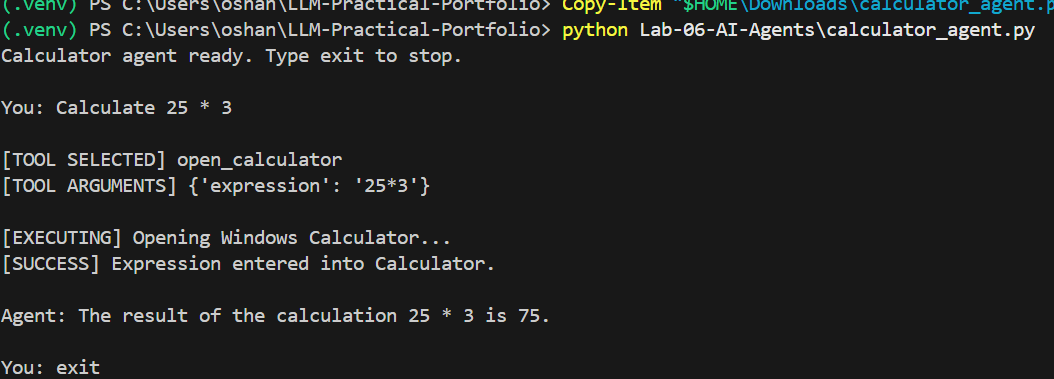 (.venv) PS C:\Users\oshan\LLM-Practical-Portfolio> Copy-Item "$HOME\Downloads\calculator_agent.p
(.venv) PS C:\Users\oshan\LLM-Practical-Portfolio> python Lab-06-AI-Agents\calculator_agent.py
Calculator agent ready. Type exit to stop.
You: Calculate 25 * 3
[TOOL SELECTED] open_calculator
[TOOL ARGUMENTS] {'expression': '25*3'}
[EXECUTING] Opening Windows Calculator...
[SUCCESS] Expression entered into Calculator.
Agent: The result of the calculation 25 * 3 is 75.
You: exit